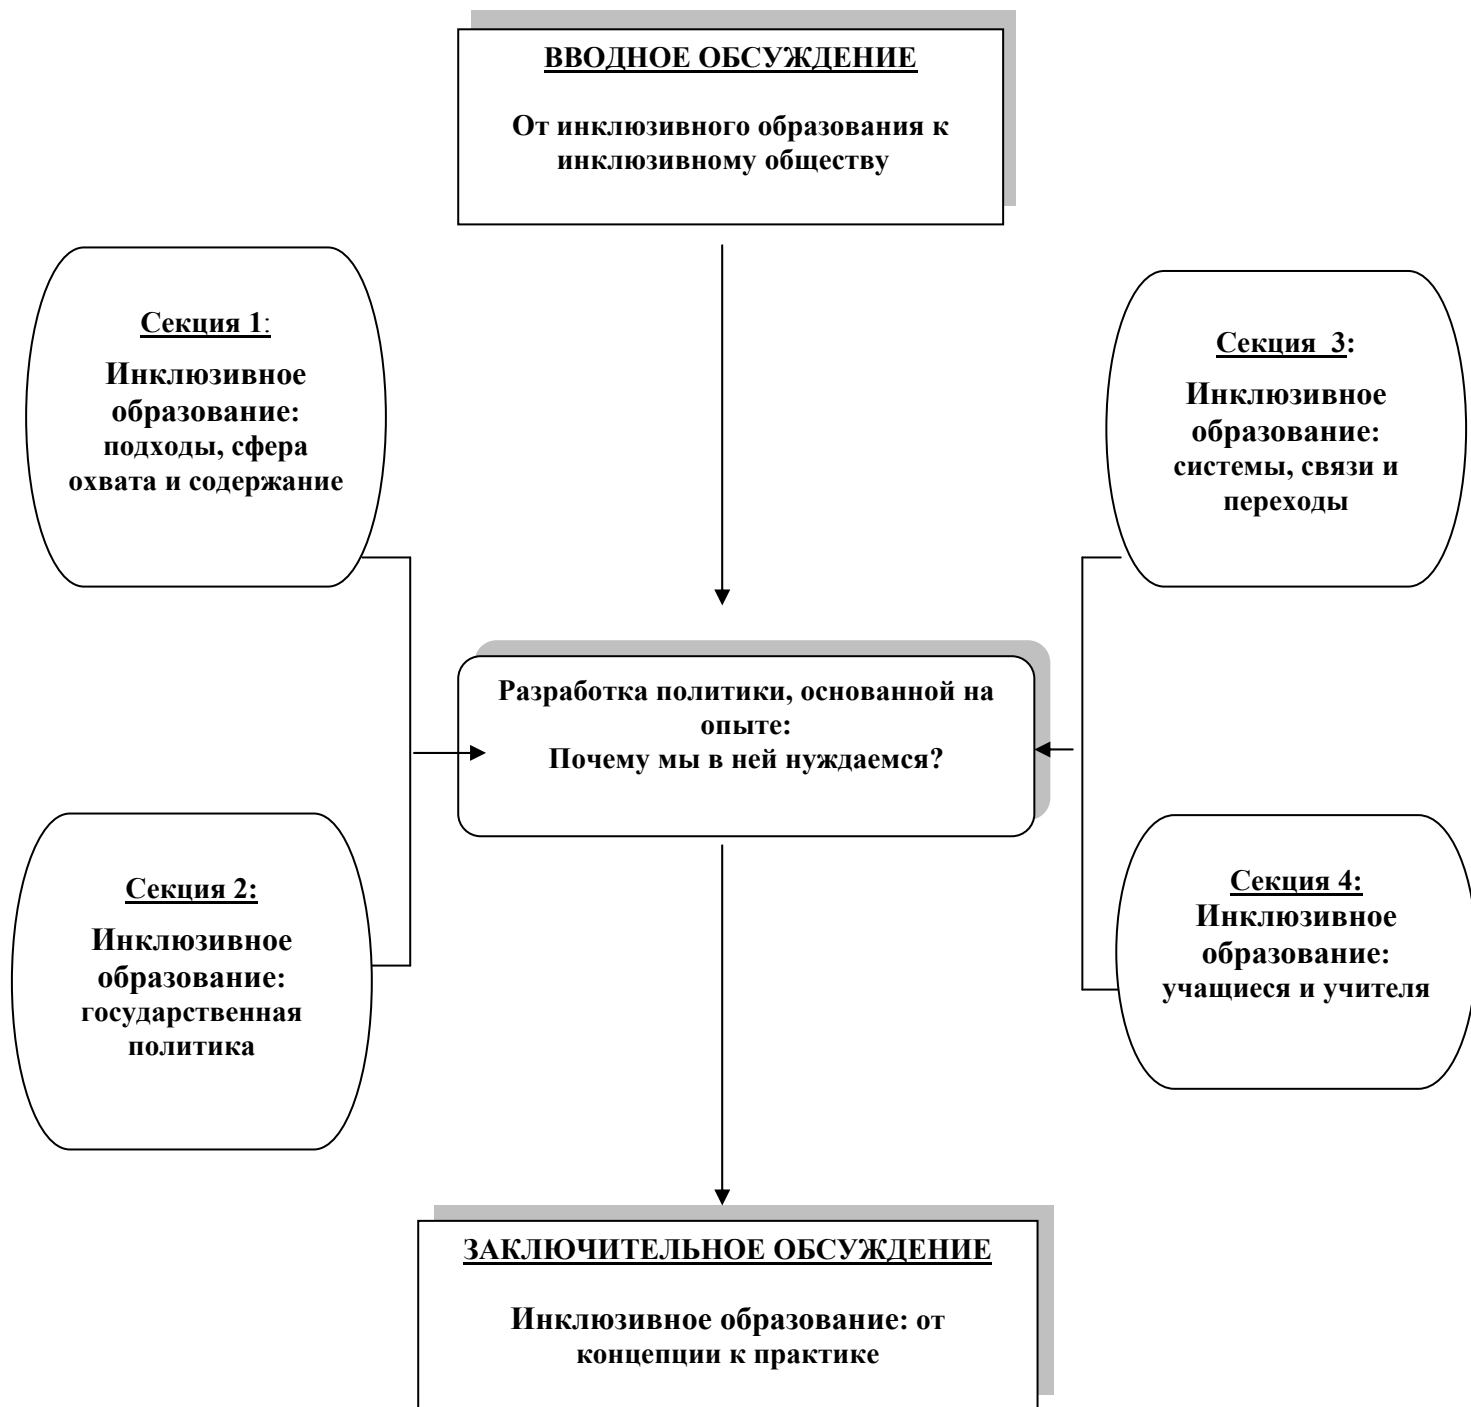 ВВОДНОЕ ОБСУЖДЕНИЕ
От инклюзивного образования к
инклюзивному обществу
Секция 1:
Инклюзивное
образование:
подходы, сфера
охвата и содержание
Секция 3:
Инклюзивное
образование:
системы, связи и
переходы
Разработка политики, основанной на
опыте:
Почему мы в ней нуждаемся?
Секция 2:
Инклюзивное
образование:
государственная
политика
Секция 4:
Инклюзивное
образование:
учащиеся и учителя
ЗАКЛЮЧИТЕЛЬНОЕ ОБСУЖДЕНИЕ
Инклюзивное образование: от
концепции к практике